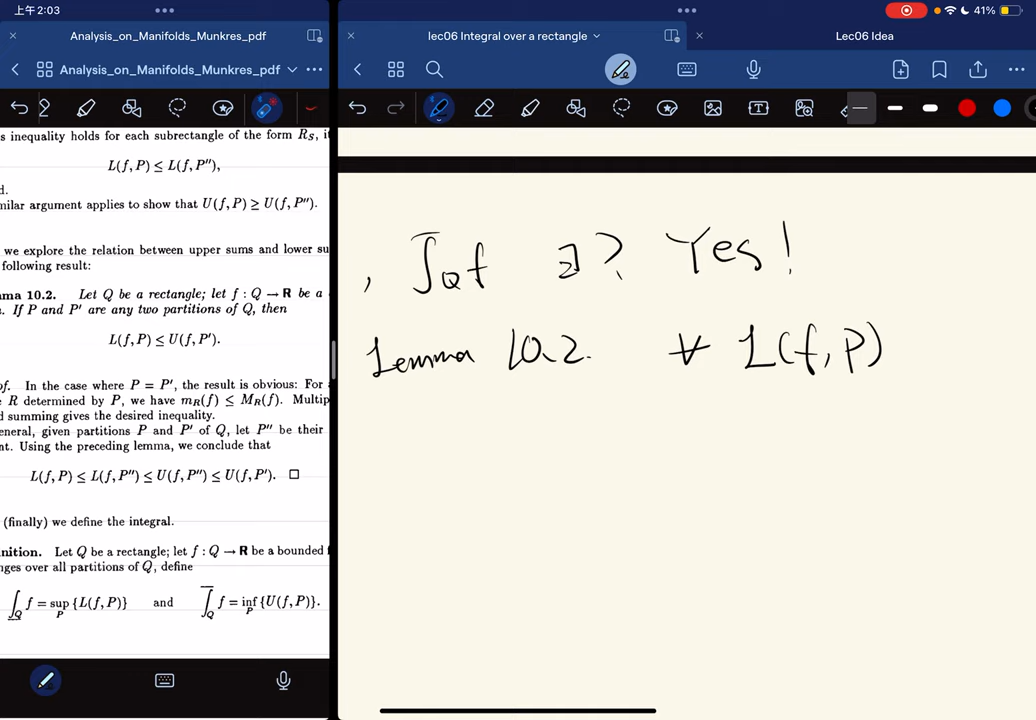 上午2:03
41%
Analysis_on_Manifolds_Munkres_pdf
Analysis_on_Manifolds_Munkres_pdf
s inequality holds for each subrectangle of the form R_S, i
L(f, P) ≤ L(f, P''),
d.
milar argument applies to show that U(f, P) ≥ U(f, P'').
we explore the relation between upper sums and lower su
following result:
ma 10.2. Let Q be a rectangle; let f : Q → R be a
. If P and P' are any two partitions of Q, then
L(f, P) ≤ U(f, P').
of. In the case where P = P', the result is obvious: For
e R determined by P, we have m_R(f) ≤ M_R(f). Multip
d summing gives the desired inequality.
eneral, given partitions P and P' of Q, let P'' be their
nt. Using the preceding lemma, we conclude that
L(f, P) ≤ L(f, P'') ≤ U(f, P'') ≤ U(f, P'). □
(finally) we define the integral.
nition. Let Q be a rectangle; let f : Q → R be a bounded f
nges over all partitions of Q, define
∫_Q f = sup_P {L(f, P)} and ∫_Q f = inf_P {U(f, P)}.
lec06 Integral over a rectangle
Lec06 Idea
, ∫_Q f ∃? Yes!
Lemma 10.2. ∀ L(f, P)